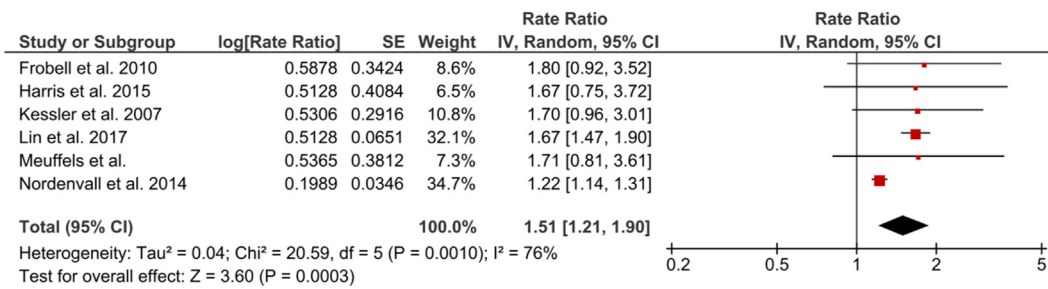 Rate Ratio Rate Ratio
Study or Subgroup log[Rate Ratio] SE Weight IV, Random, 95% CI IV, Random, 95% CI
Frobell et al. 2010 0.5878 0.3424 8.6% 1.80 [0.92, 3.52]
Harris et al. 2015 0.5128 0.4084 6.5% 1.67 [0.75, 3.72]
Kessler et al. 2007 0.5306 0.2916 10.8% 1.70 [0.96, 3.01]
Lin et al. 2017 0.5128 0.0651 32.1% 1.67 [1.47, 1.90]
Meuffels et al. 0.5365 0.3812 7.3% 1.71 [0.81, 3.61]
Nordenvall et al. 2014 0.1989 0.0346 34.7% 1.22 [1.14, 1.31]
Total (95% CI) 100.0% 1.51 [1.21, 1.90]
Heterogeneity: Tau² = 0.04; Chi² = 20.59, df = 5 (P = 0.0010); I² = 76%
Test for overall effect: Z = 3.60 (P = 0.0003)
0.2 0.5 1 2 5